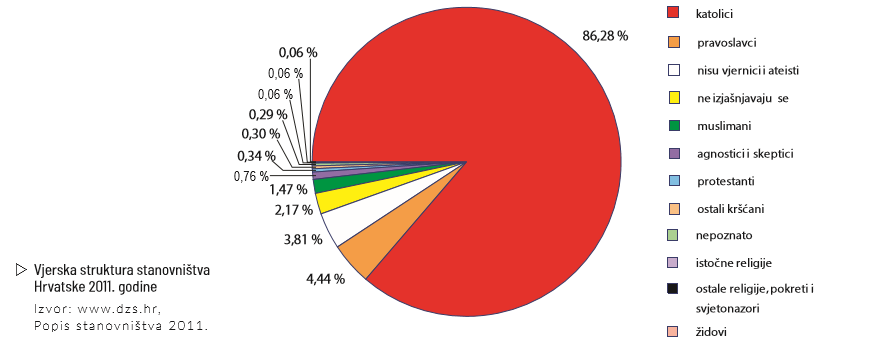 86,28 %
0,06 %
0,06 %
0,06 %
0,29 %
0,30 %
0,34 %
0,76 %
1,47 %
2,17 %
3,81 %
4,44 %
katolici
pravoslavci
nisu vjernici i ateisti
ne izjašnjavaju se
muslimani
agnostici i skeptici
protestanti
ostali kršćani
nepoznato
istočne religije
ostale religije, pokreti i
svjetonazori
židovi
Vjerska struktura stanovništva
Hrvatske 2011. godine
Izvor: www.dzs.hr,
Popis stanovništva 2011.